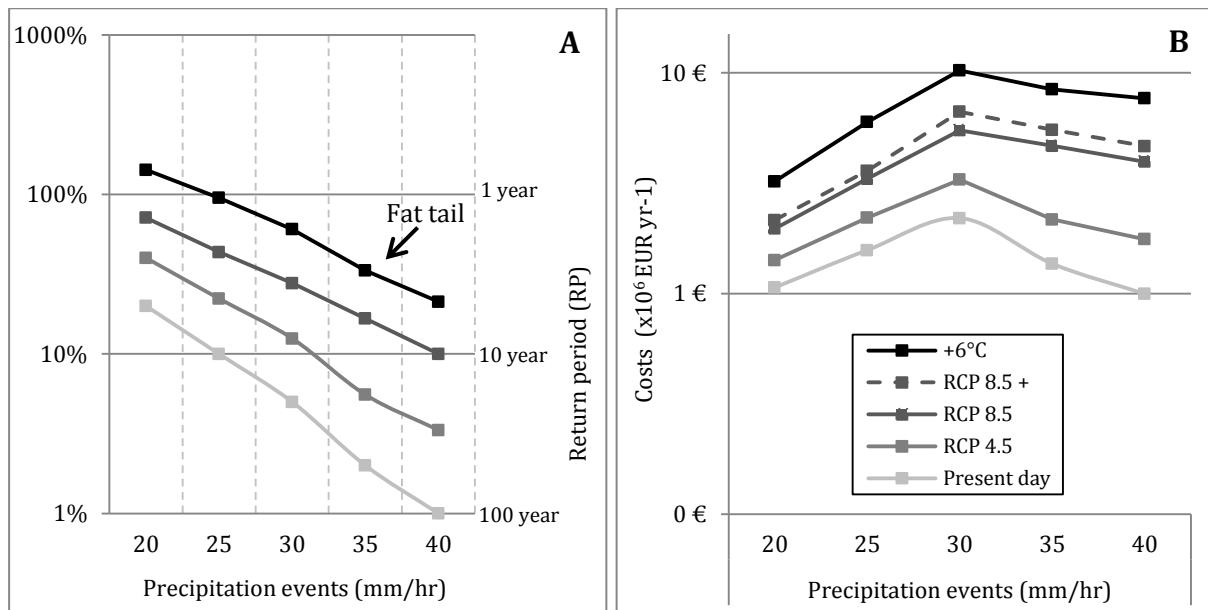 A
1000%
100%
10%
1%
Fat tail
1 year
10 year
100 year
Return period (RP)
20 25 30 35 40
Precipitation events (mm/hr)
B
10 €
1 €
0 €
Costs (x10⁶ EUR yr-1)
+6°C
RCP 8.5 +
RCP 8.5
RCP 4.5
Present day
20 25 30 35 40
Precipitation events (mm/hr)